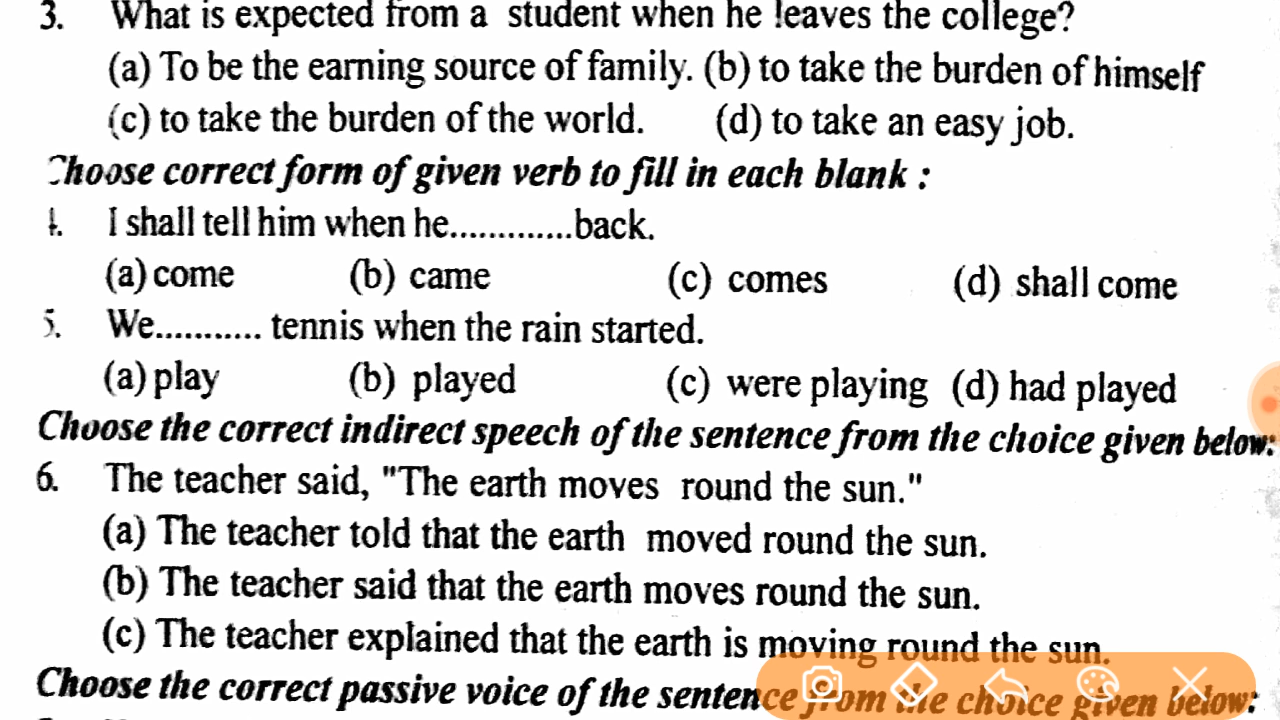 3. What is expected from a student when he leaves the college?
(a) To be the earning source of family. (b) to take the burden of himself
(c) to take the burden of the world. (d) to take an easy job.
Choose correct form of given verb to fill in each blank :
4. I shall tell him when he.............back.
(a) come (b) came (c) comes (d) shall come
5. We........... tennis when the rain started.
(a) play (b) played (c) were playing (d) had played
Choose the correct indirect speech of the sentence from the choice given below:
6. The teacher said, "The earth moves round the sun."
(a) The teacher told that the earth moved round the sun.
(b) The teacher said that the earth moves round the sun.
(c) The teacher explained that the earth is moving round the sun.
Choose the correct passive voice of the sentence from the choice given below: